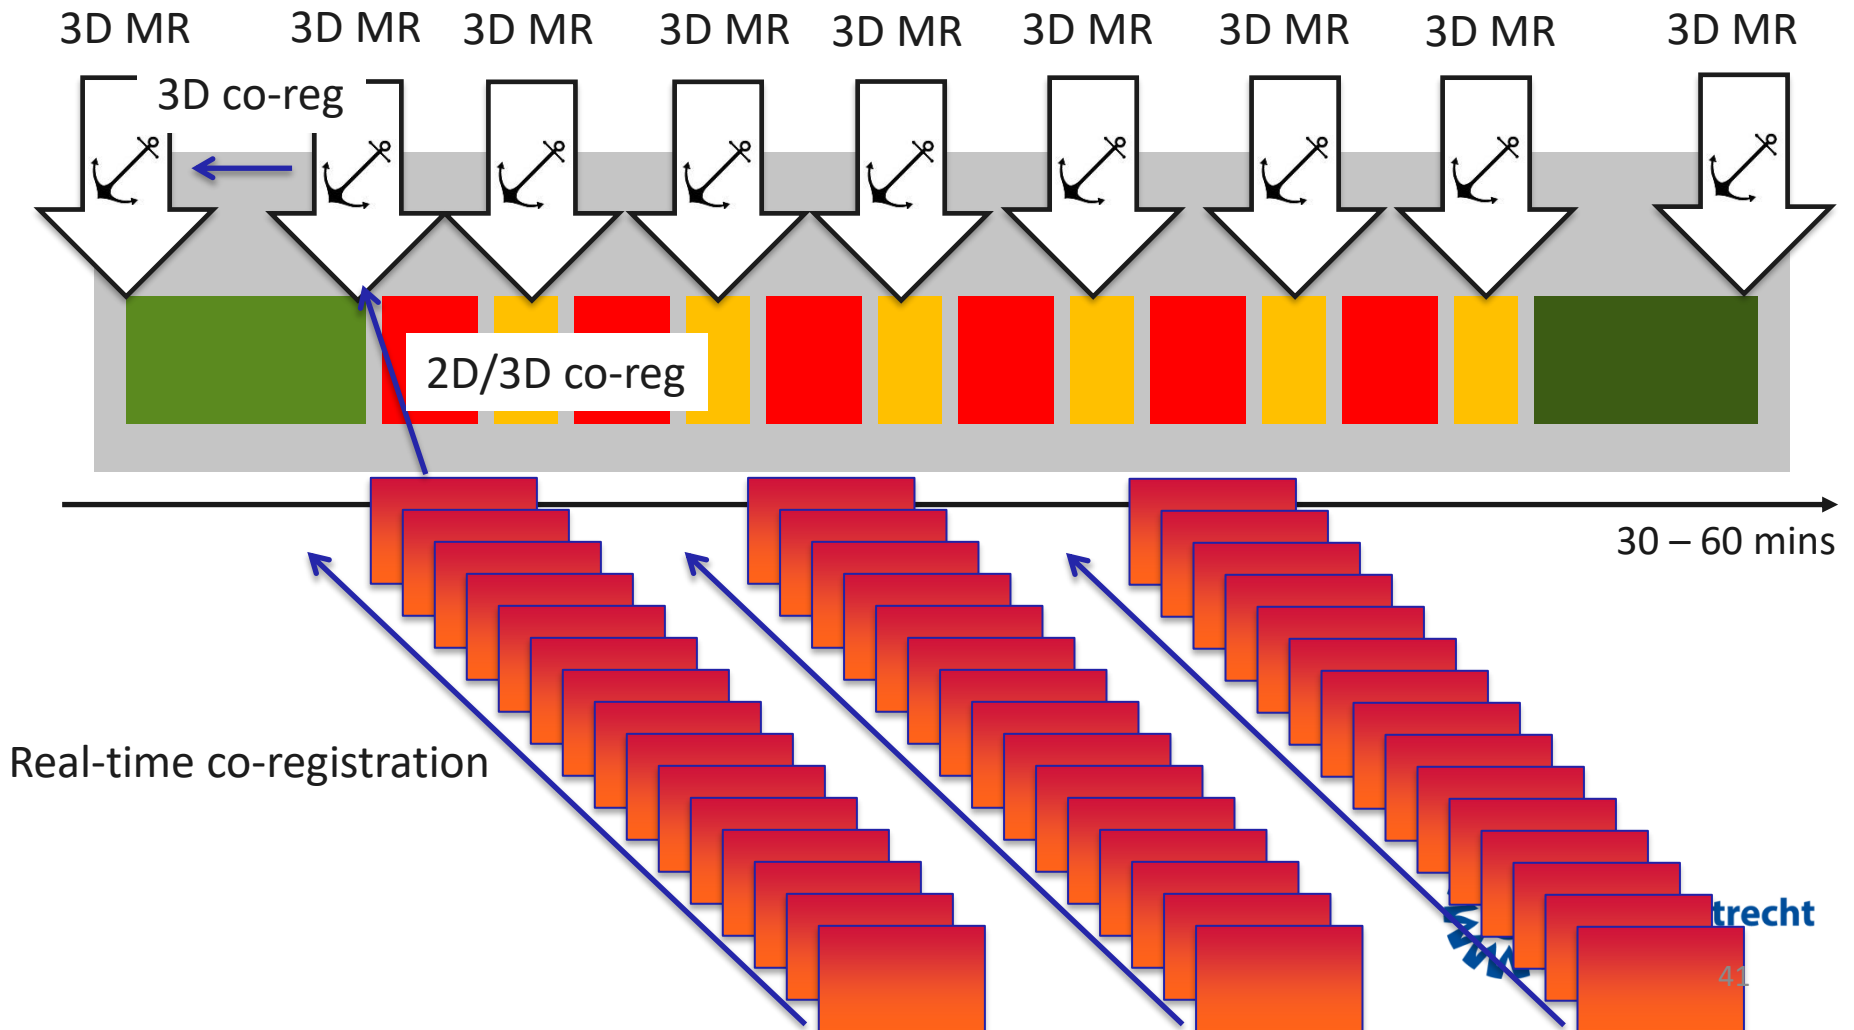 3D MR 3D MR 3D MR 3D MR 3D MR 3D MR 3D MR 3D MR 3D MR
3D co-reg
2D/3D co-reg
30 – 60 mins
Real-time co-registration
trecht
41